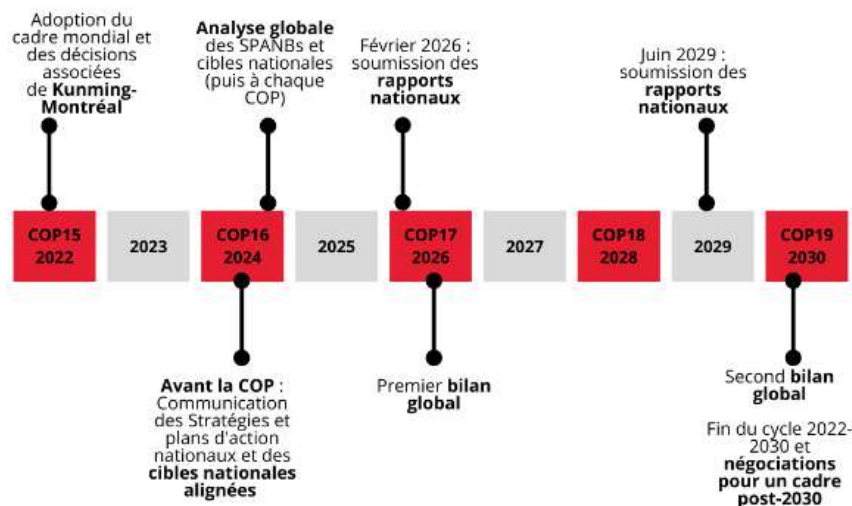 Adoption du
cadre mondial et
des décisions
associées
de Kunming-
Montréal
Analyse globale
des SPANBs et
cibles nationales
(puis à chaque
COP)
Février 2026 :
soumission des
rapports
nationaux
Juin 2029 :
soumission des
rapports
nationaux
COP15
2022
2023
COP16
2024
2025
COP17
2026
2027
COP18
2028
2029
COP19
2030
Avant la COP :
Communication
des Stratégies et
plans d'action
nationaux et des
cibles nationales
alignées
Premier bilan
global
Second bilan
global
Fin du cycle 2022-
2030 et
négociations
pour un cadre
post-2030